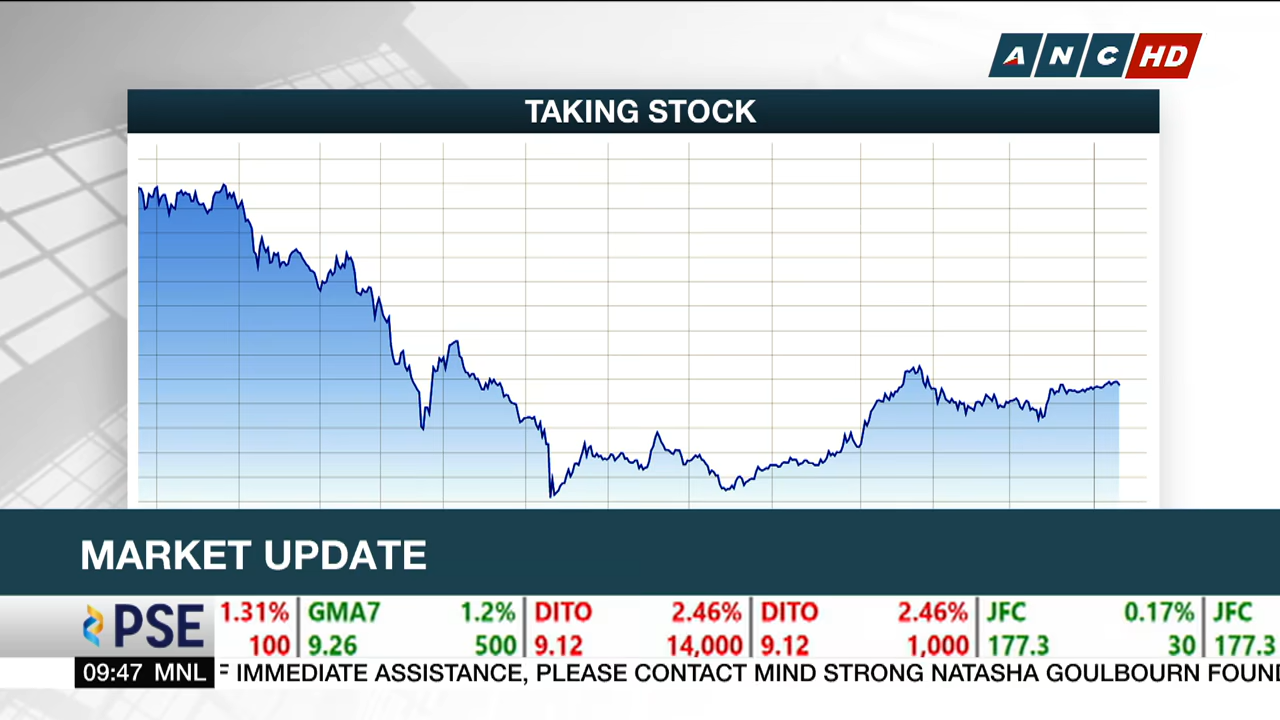 ANC HD
TAKING STOCK
MARKET UPDATE
PSE
1.31% GMA7 1.2% DITO 2.46% DITO 2.46% JFC 0.17% JFC
100 9.26 500 9.12 14,000 9.12 1,000 177.3 30 177.3
09:47 MNL IMMEDIATE ASSISTANCE, PLEASE CONTACT MIND STRONG NATASHA GOULBOURN